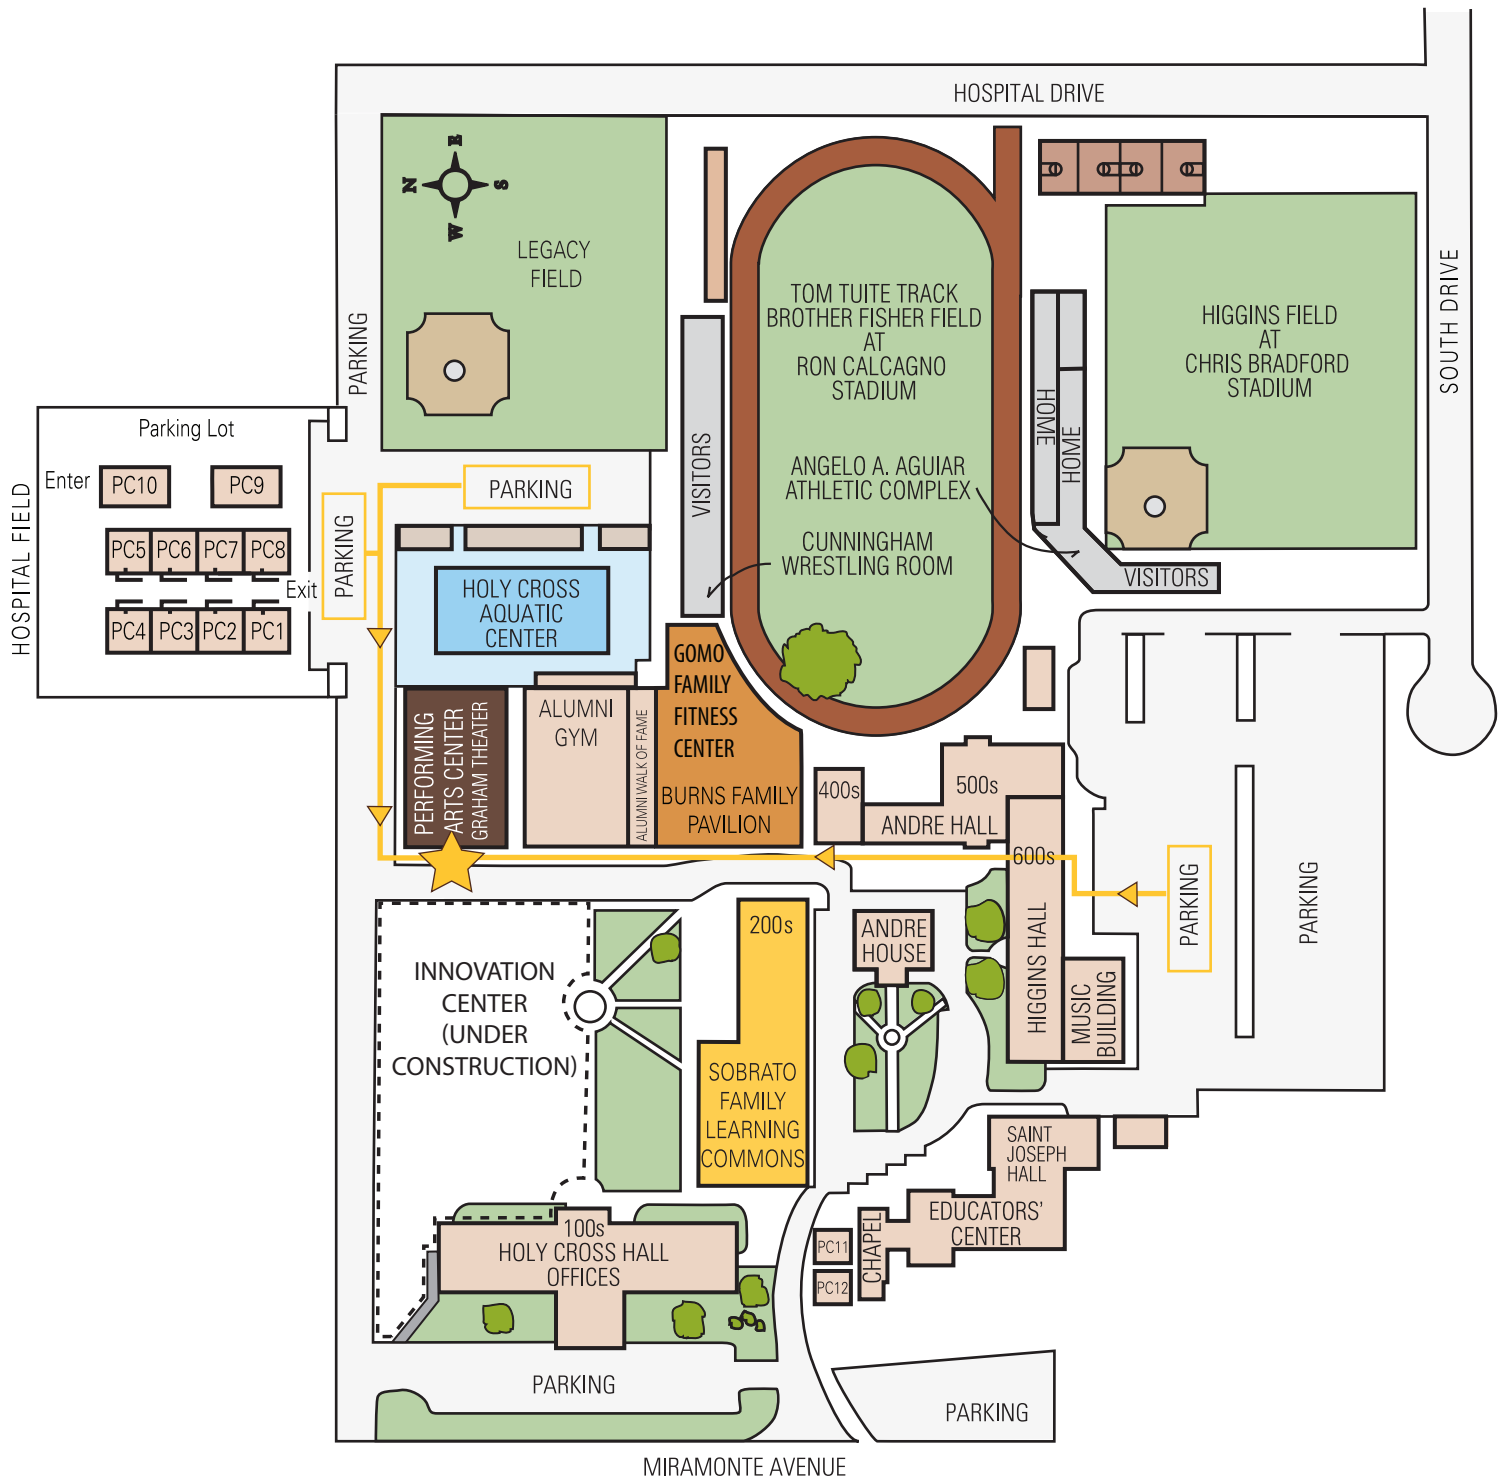 HOSPITAL DRIVE
E
N
S
W
LEGACY
FIELD
PARKING
TOM TUITE TRACK
BROTHER FISHER FIELD
AT
RON CALCAGNO
STADIUM
HIGGINS FIELD
AT
CHRIS BRADFORD
STADIUM
SOUTH DRIVE
HOME
HOME
VISITORS
ANGELO A. AGUIAR
ATHLETIC COMPLEX
CUNNINGHAM
WRESTLING ROOM
VISITORS
HOSPITAL FIELD
Parking Lot
Enter
PC10
PC9
PC5
PC6
PC7
PC8
Exit
PC4
PC3
PC2
PC1
PARKING
PARKING
HOLY CROSS
AQUATIC
CENTER
PERFORMING
ARTS CENTER
GRAHAM THEATER
ALUMNI
GYM
ALUMNI WALK OF FAME
GOMO
FAMILY
FITNESS
CENTER
BURNS FAMILY
PAVILION
400s
500s
ANDRE HALL
600s
HIGGINS HALL
MUSIC
BUILDING
PARKING
PARKING
INNOVATION
CENTER
(UNDER
CONSTRUCTION)
200s
SOBRATO
FAMILY
LEARNING
COMMONS
ANDRE
HOUSE
SAINT
JOSEPH
HALL
EDUCATORS'
CENTER
CHAPEL
PC11
PC12
100s
HOLY CROSS HALL
OFFICES
PARKING
PARKING
MIRAMONTE AVENUE